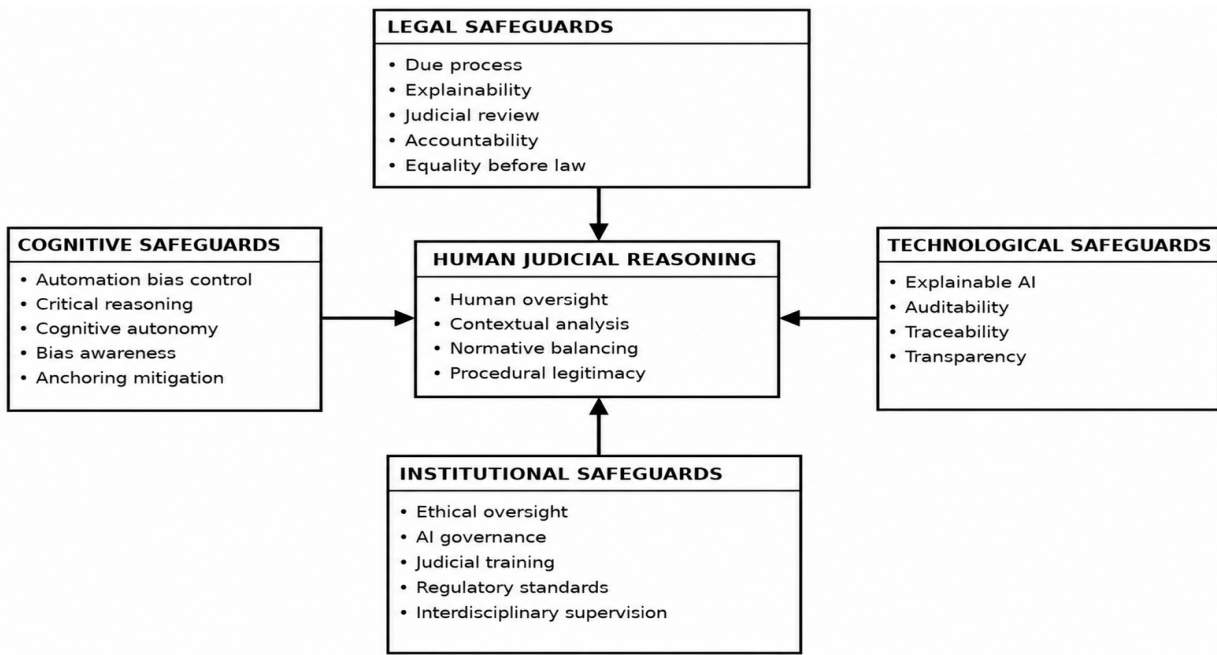 LEGAL SAFEGUARDS
• Due process
• Explainability
• Judicial review
• Accountability
• Equality before law
COGNITIVE SAFEGUARDS
• Automation bias control
• Critical reasoning
• Cognitive autonomy
• Bias awareness
• Anchoring mitigation
HUMAN JUDICIAL REASONING
• Human oversight
• Contextual analysis
• Normative balancing
• Procedural legitimacy
TECHNOLOGICAL SAFEGUARDS
• Explainable AI
• Auditability
• Traceability
• Transparency
INSTITUTIONAL SAFEGUARDS
• Ethical oversight
• AI governance
• Judicial training
• Regulatory standards
• Interdisciplinary supervision